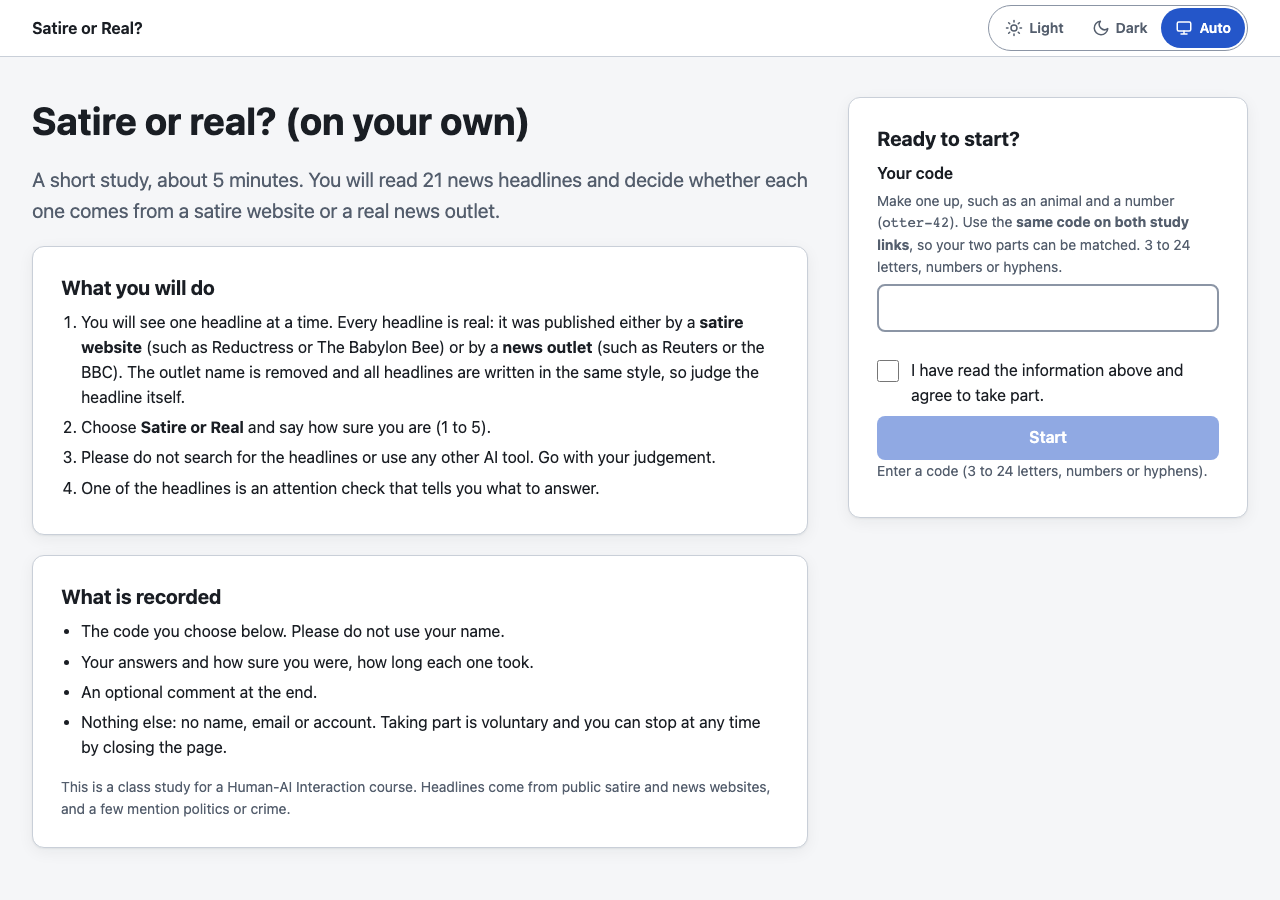 Satire or Real?
Light
Dark
Auto
Satire or real? (on your own)
A short study, about 5 minutes. You will read 21 news headlines and decide whether each
one comes from a satire website or a real news outlet.
What you will do
1. You will see one headline at a time. Every headline is real: it was published either by a satire
website (such as Reductress or The Babylon Bee) or by a news outlet (such as Reuters or the
BBC). The outlet name is removed and all headlines are written in the same style, so judge the
headline itself.
2. Choose Satire or Real and say how sure you are (1 to 5).
3. Please do not search for the headlines or use any other AI tool. Go with your judgement.
4. One of the headlines is an attention check that tells you what to answer.
What is recorded
• The code you choose below. Please do not use your name.
• Your answers and how sure you were, how long each one took.
• An optional comment at the end.
• Nothing else: no name, email or account. Taking part is voluntary and you can stop at any time
by closing the page.
This is a class study for a Human-AI Interaction course. Headlines come from public satire and news websites,
and a few mention politics or crime.
Ready to start?
Your code
Make one up, such as an animal and a number
(otter-42). Use the same code on both study
links, so your two parts can be matched. 3 to 24
letters, numbers or hyphens.
I have read the information above and
agree to take part.
Start
Enter a code (3 to 24 letters, numbers or hyphens).